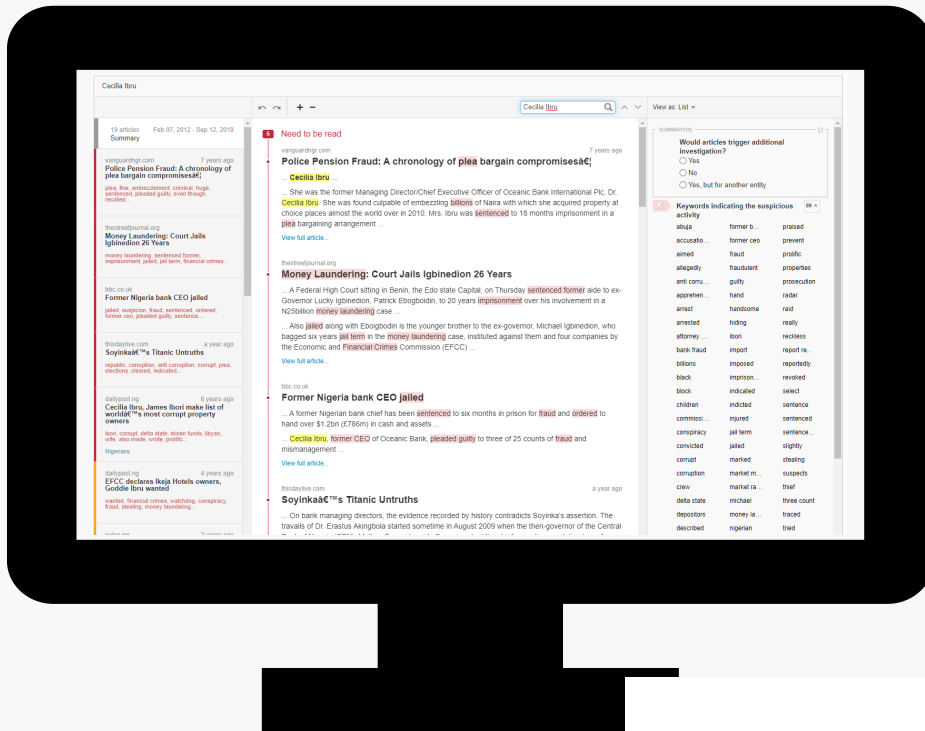 Cecilia Ibru
Cecilia Ibru
View as: List
19 articles
Feb 07, 2012 - Sep 12, 2019
Summary
vanguardngr.com
7 years ago
Police Pension Fraud: A chronology of
plea bargain compromisesâ€¦
plea, fine, embezzlement, criminal, huge,
sentenced, pleaded guilty, even though,
recalled...
thestreetjournal.org
Money Laundering: Court Jails
Igbinedion 26 Years
money laundering, sentenced former,
imprisonment, jailed, jail term, financial crimes...
bbc.co.uk
Former Nigeria bank CEO jailed
jailed, suspicion, fraud, sentenced, ordered,
former ceo, pleaded guilty, sentence...
thisdaylive.com
a year ago
Soyinkaâ€™s Titanic Untruths
republic, corruption, anti corruption, corrupt, plea,
elections, cleared, indicated...
dailypost.ng
6 years ago
Cecilia Ibru, James Ibori make list of
worldâ€™s most corrupt property
owners
ibori, corrupt, delta state, stolen funds, libyan,
wife, also made, wrote, prolific...
Nigerians
dailypost.ng
4 years ago
EFCC declares Ikeja Hotels owners,
Goddie Ibru wanted
wanted, financial crimes, watchdog, conspiracy,
fraud, stealing, money laundering...
5 Need to be read
vanguardngr.com
7 years ago
Police Pension Fraud: A chronology of plea bargain compromisesâ€¦
... Cecilia Ibru ...
... She was the former Managing Director/Chief Executive Officer of Oceanic Bank International Plc, Dr.
Cecilia Ibru. She was found culpable of embezzling billions of Naira with which she acquired property at
choice places almost the world over in 2010. Mrs. Ibru was sentenced to 18 months imprisonment in a
plea bargaining arrangement ...
View full article...
thestreetjournal.org
Money Laundering: Court Jails Igbinedion 26 Years
... A Federal High Court sitting in Benin, the Edo state Capital, on Thursday sentenced former aide to ex-
Governor Lucky Igbinedion, Patrick Eboigbodin, to 20 years imprisonment over his involvement in a
N25billion money laundering case ...
... Also jailed along with Eboigbodin is the younger brother to the ex-governor, Michael Igbinedion, who
bagged six years jail term in the money laundering case, instituted against them and four companies by
the Economic and Financial Crimes Commission (EFCC) ...
View full article...
bbc.co.uk
Former Nigeria bank CEO jailed
... A former Nigerian bank chief has been sentenced to six months in prison for fraud and ordered to
hand over $1.2bn (£786m) in cash and assets ...
... Cecilia Ibru, former CEO of Oceanic Bank, pleaded guilty to three of 25 counts of fraud and
mismanagement ...
View full article...
thisdaylive.com
a year ago
Soyinkaâ€™s Titanic Untruths
... On bank managing directors, the evidence recorded by history contradicts Soyinka's assertion. The
travails of Dr. Erastus Akingbola started sometime in August 2009 when the then-governor of the Central
SUMMARY(S)
Would articles trigger additional
investigation?
Yes
No
Yes, but for another entity
K Keywords indicating the suspicious
activity
88
abuja former b... praised
accusatio... former ceo prevent
aimed fraud prolific
allegedly fraudulent properties
anti corru... guilty prosecution
apprehen... hand radar
arrest handsome raid
arrested hiding really
attorney ... ibori reckless
bank fraud import report re...
billions imposed reportedly
black imprison... revoked
block indicated select
children indicted sentence
commissi... injured sentenced
conspiracy jail term sentence...
convicted jailed slightly
corrupt marked stealing
corruption market m... suspects
crew market ra... thief
delta state michael three count
depositors money la... traced
described nigerian tried